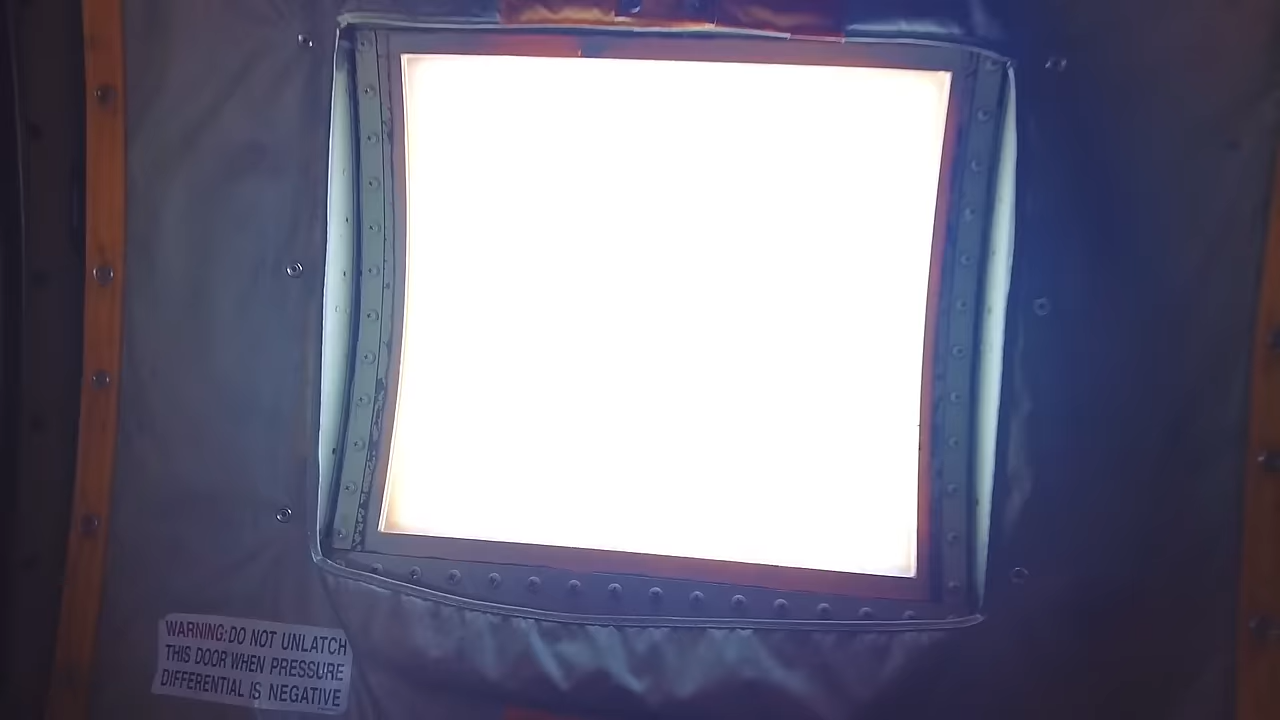 WARNING: DO NOT UNLATCH
THIS DOOR WHEN PRESSURE
DIFFERENTIAL IS NEGATIVE